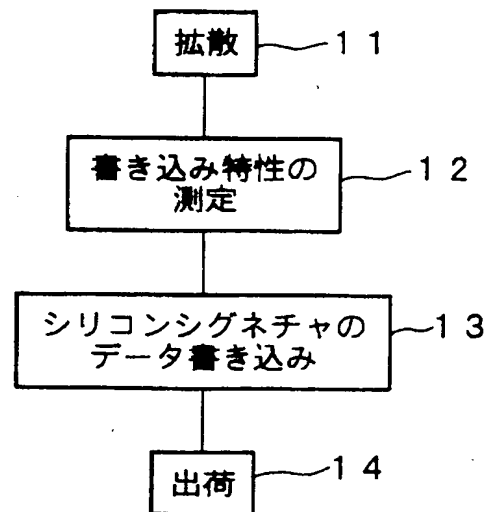 拡散
11
書き込み特性の
測定
12
シリコンシグネチャの
データ書き込み
13
出荷
14